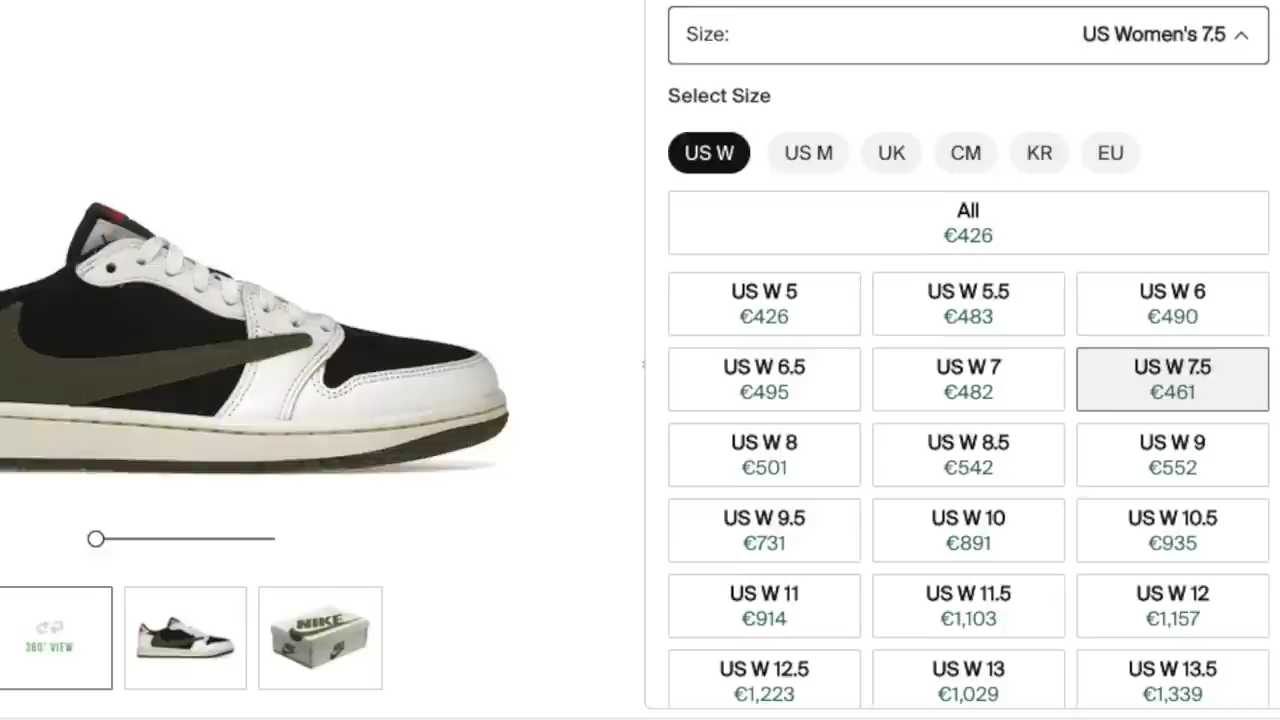 Size:
US Women's 7.5
Select Size
US W
US M
UK
CM
KR
EU
All
€426
US W 5
€426
US W 5.5
€483
US W 6
€490
US W 6.5
€495
US W 7
€482
US W 7.5
€461
US W 8
€501
US W 8.5
€542
US W 9
€552
US W 9.5
€731
US W 10
€891
US W 10.5
€935
US W 11
€914
US W 11.5
€1,103
US W 12
€1,157
US W 12.5
€1,223
US W 13
€1,029
US W 13.5
€1,339
360° VIEW
NIKE